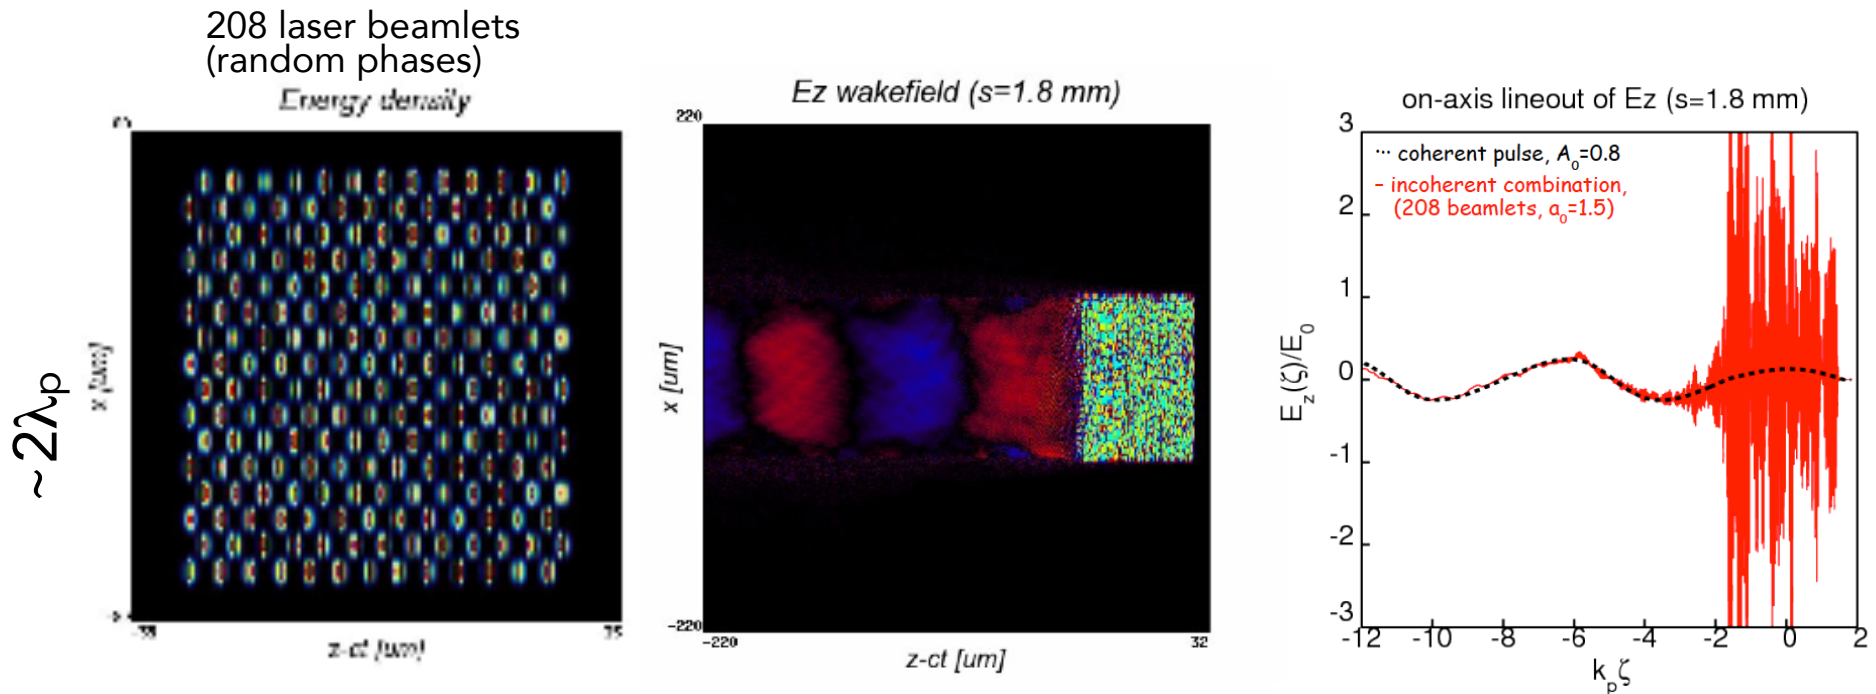 208 laser beamlets
(random phases)
Energy density
x [um]
~2λp
-38
35
z-ct [um]
Ez wakefield (s=1.8 mm)
220
x [um]
-220
-220
32
z-ct [um]
on-axis lineout of Ez (s=1.8 mm)
··· coherent pulse, A0=0.8
– incoherent combination,
(208 beamlets, a0=1.5)
Ez(ζ)/E0
3
2
1
0
-1
-2
-3
-12 -10 -8 -6 -4 -2 0 2
kpζ